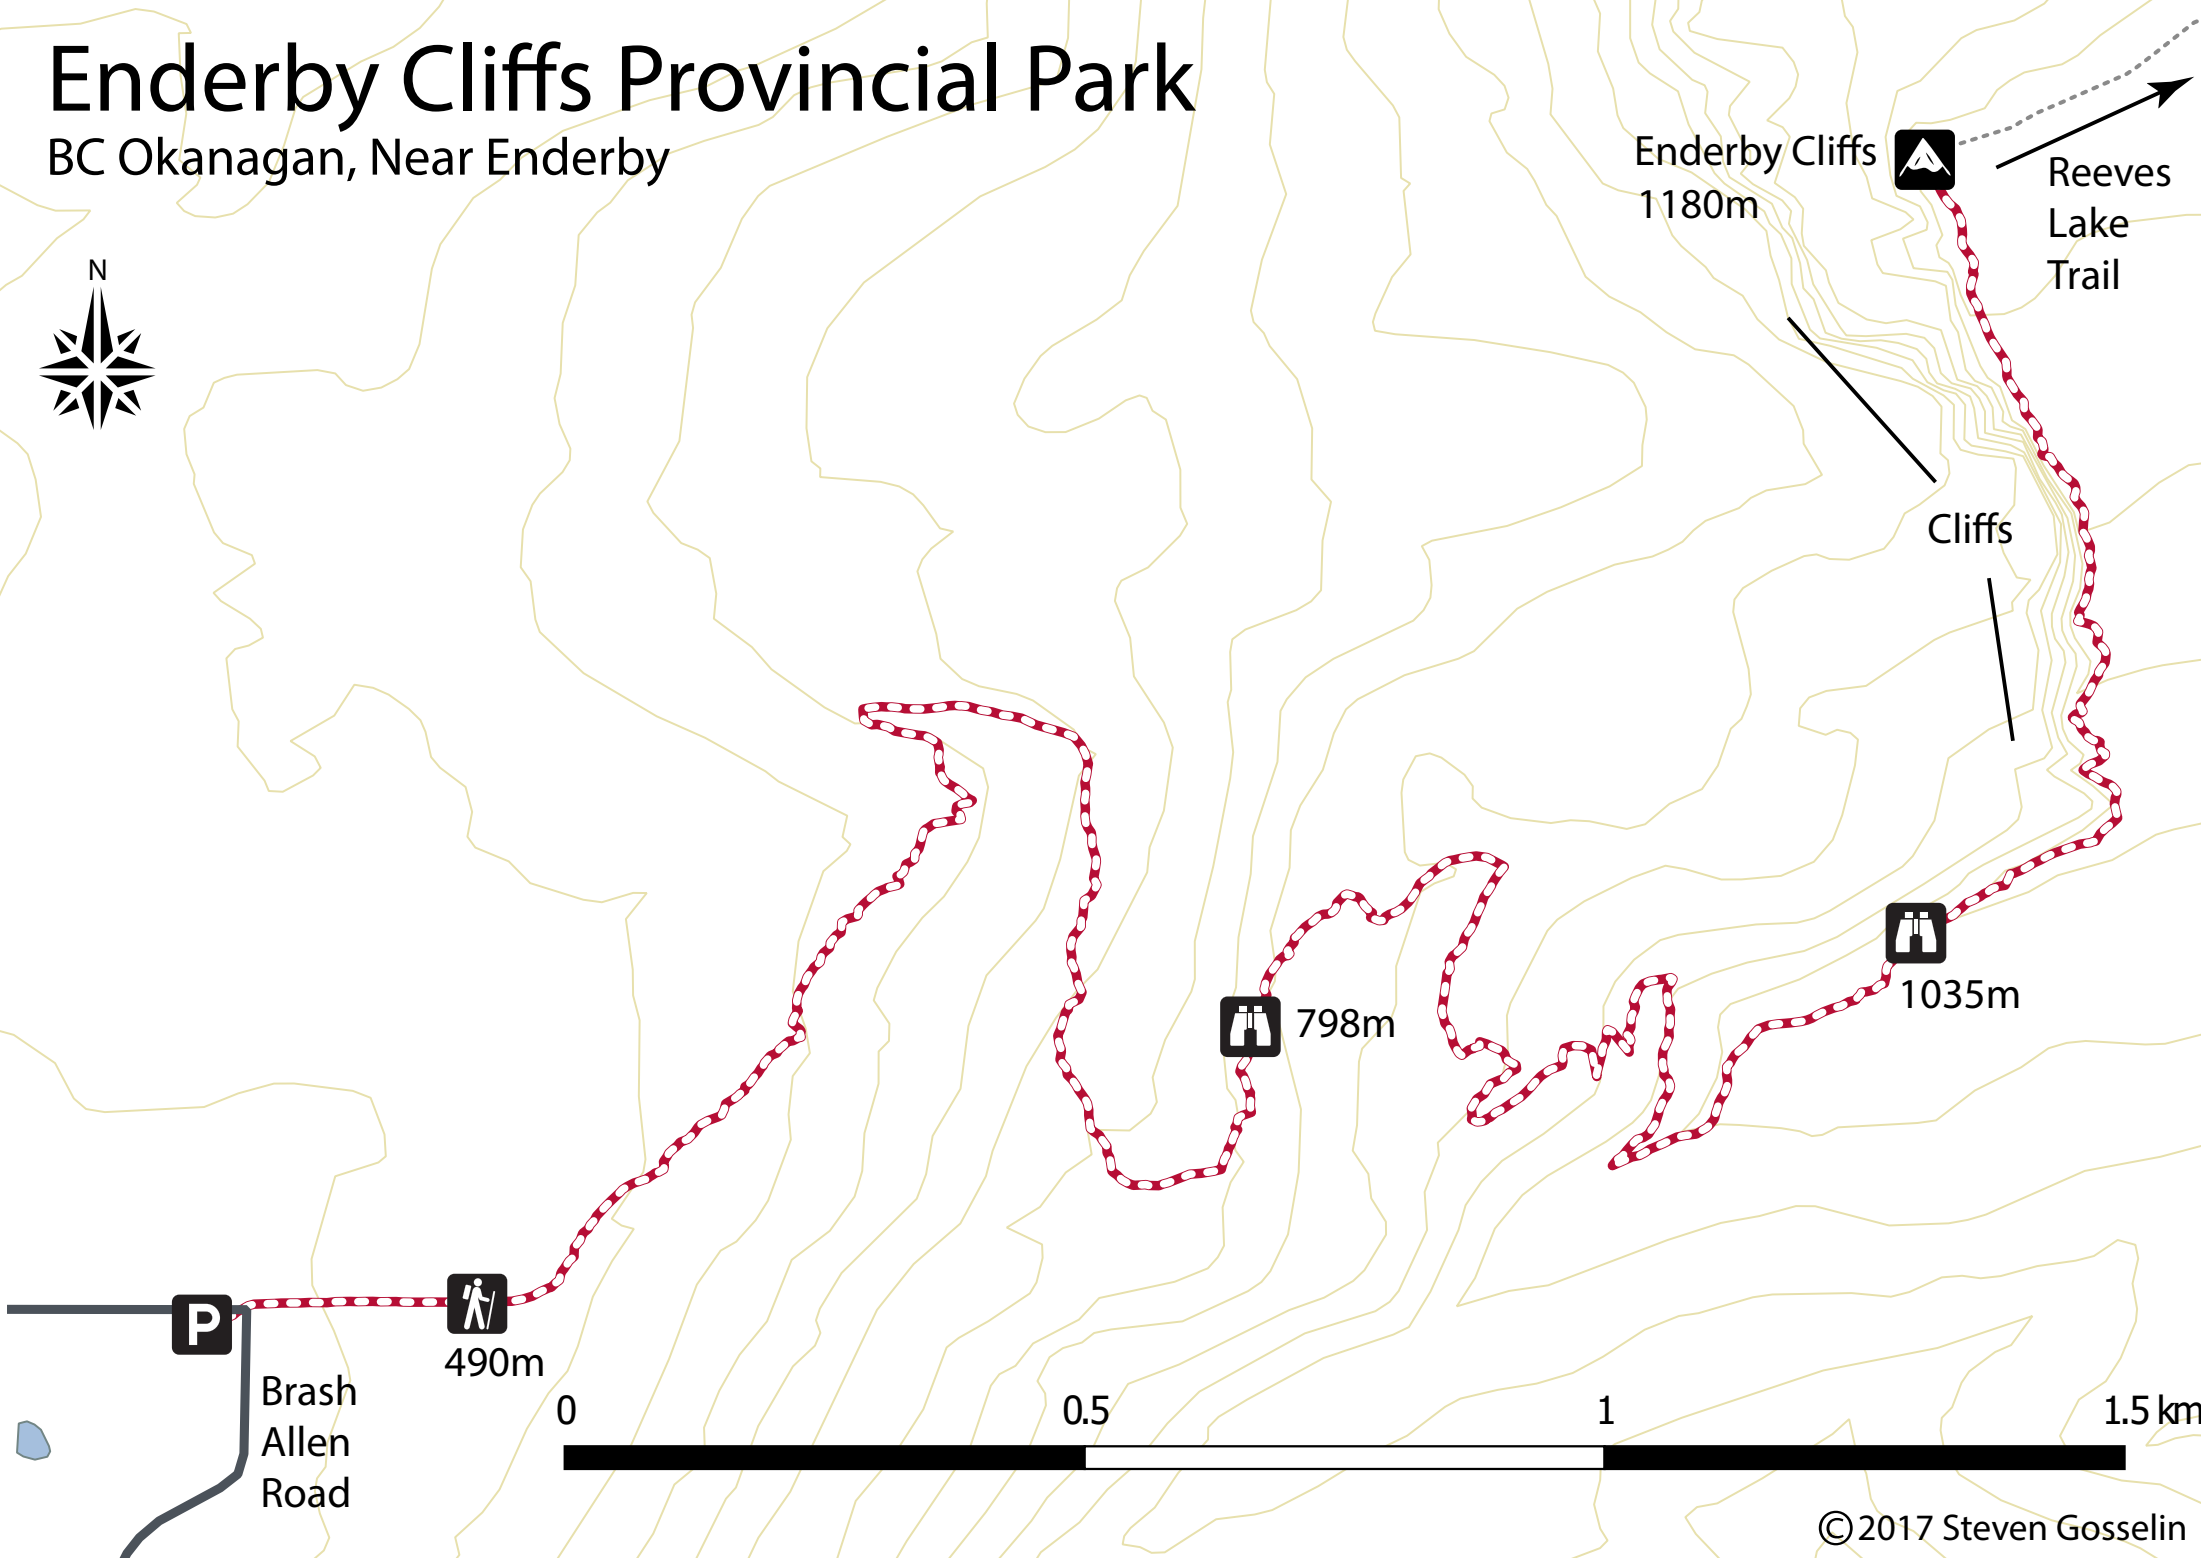 Enderby Cliffs Provincial Park
BC Okanagan, Near Enderby
N
Enderby Cliffs
1180m
Reeves
Lake
Trail
Cliffs
1035m
798m
P
490m
Brash
Allen
Road
0 0.5 1 1.5 km
©2017 Steven Gosselin